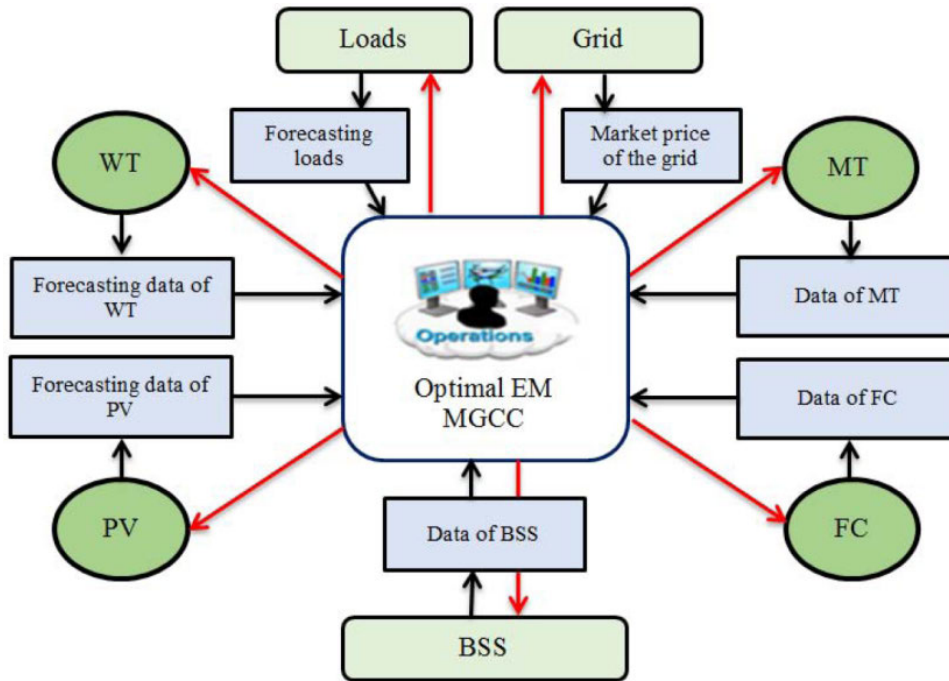 Loads
Grid
Forecasting
loads
Market price
of the grid
WT
MT
Forecasting data of
WT
Data of MT
Operations
Forecasting data of
PV
Optimal EM
MGCC
Data of FC
PV
Data of BSS
FC
BSS